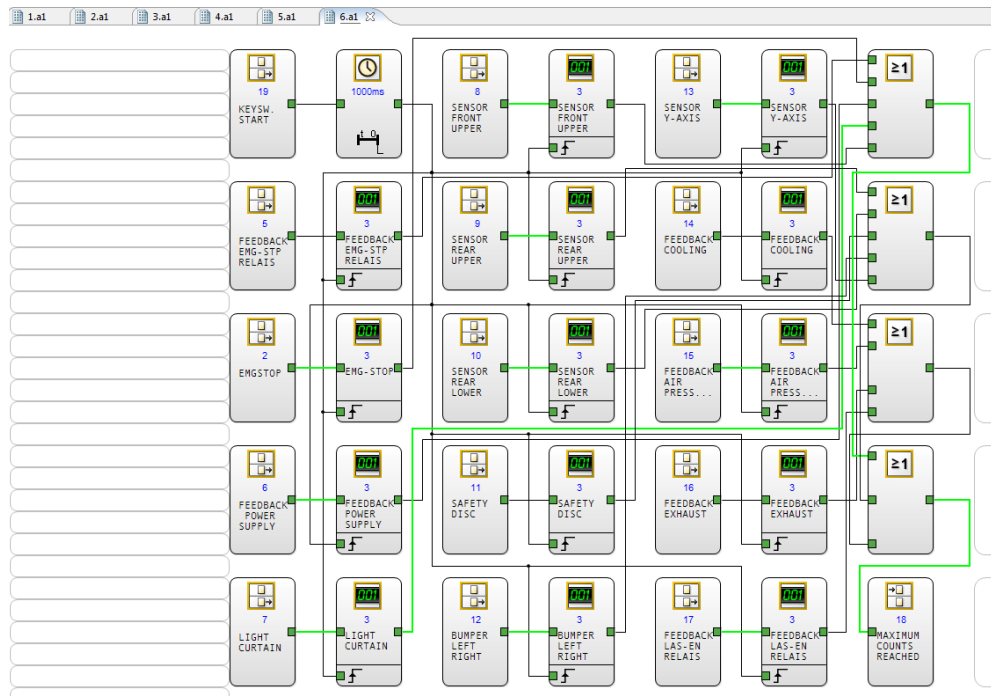 1.a1 2.a1 3.a1 4.a1 5.a1 6.a1
19
KEYSW.
START
1000ms
t 0
8
SENSOR
FRONT
UPPER
001
3
SENSOR
FRONT
UPPER
13
SENSOR
Y-AXIS
001
3
SENSOR
Y-AXIS
≥1
5
FEEDBACK
EMG-STP
RELAIS
001
3
FEEDBACK
EMG-STP
RELAIS
9
SENSOR
REAR
UPPER
001
3
SENSOR
REAR
UPPER
14
FEEDBACK
COOLING
001
3
FEEDBACK
COOLING
≥1
2
EMGSTOP
001
3
EMG-STOP
10
SENSOR
REAR
LOWER
001
3
SENSOR
REAR
LOWER
15
FEEDBACK
AIR
PRESS...
001
3
FEEDBACK
AIR
PRESS...
≥1
6
FEEDBACK
POWER
SUPPLY
001
3
FEEDBACK
POWER
SUPPLY
11
SAFETY
DISC
001
3
SAFETY
DISC
16
FEEDBACK
EXHAUST
001
3
FEEDBACK
EXHAUST
≥1
7
LIGHT
CURTAIN
001
3
LIGHT
CURTAIN
12
BUMPER
LEFT
RIGHT
001
3
BUMPER
LEFT
RIGHT
17
FEEDBACK
LAS-EN
RELAIS
001
3
FEEDBACK
LAS-EN
RELAIS
18
MAXIMUM
COUNTS
REACHED